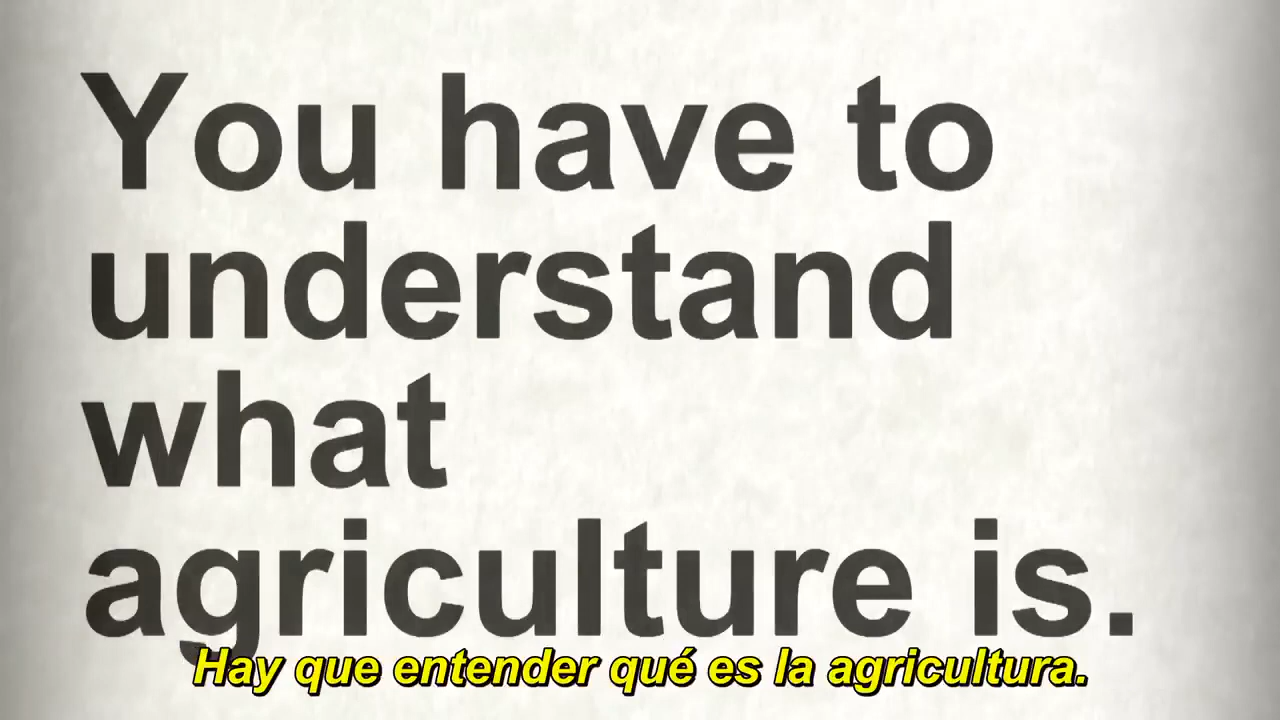 You have to
understand
what
agriculture is.
Hay que entender qué es la agricultura.